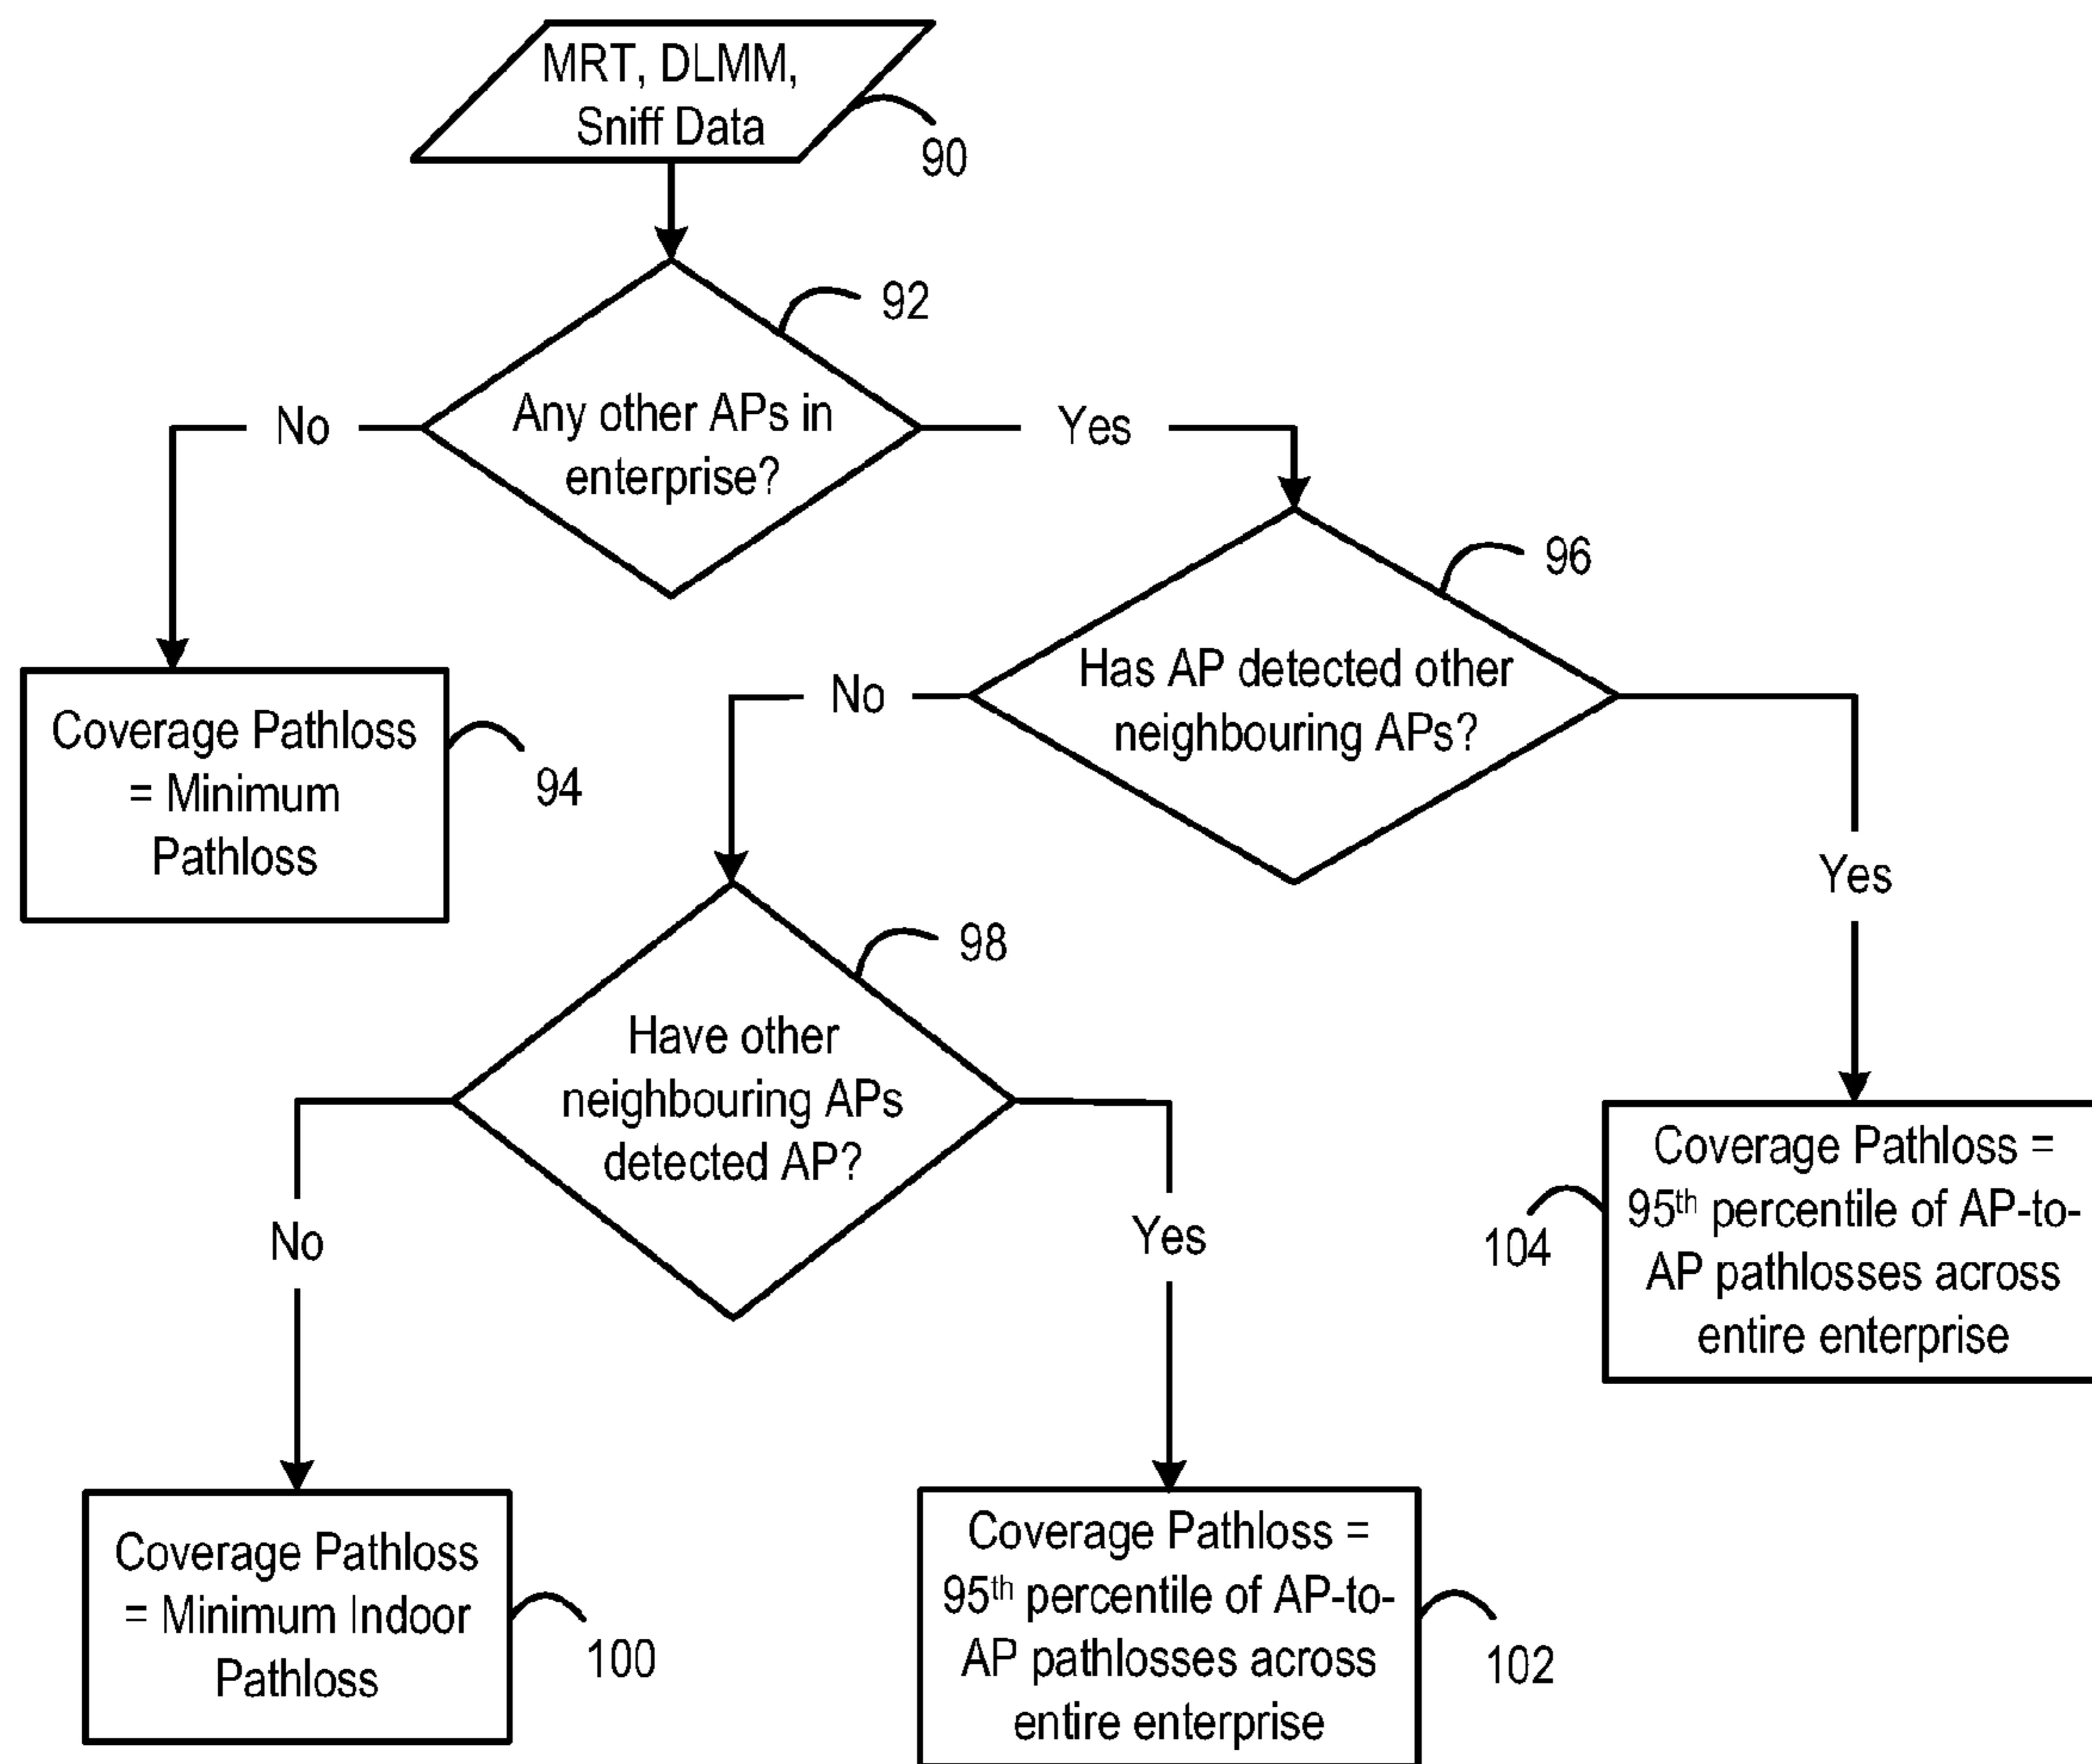 MRT, DLMM,
Sniff Data
90
92
Any other APs in
enterprise?
No
Yes
96
Has AP detected other
neighbouring APs?
No
Yes
Coverage Pathloss
= Minimum
Pathloss
94
98
Have other
neighbouring APs
detected AP?
No
Yes
Coverage Pathloss =
95th percentile of AP-to-
AP pathlosses across
entire enterprise
104
Coverage Pathloss
= Minimum Indoor
Pathloss
100
Coverage Pathloss =
95th percentile of AP-to-
AP pathlosses across
entire enterprise
102